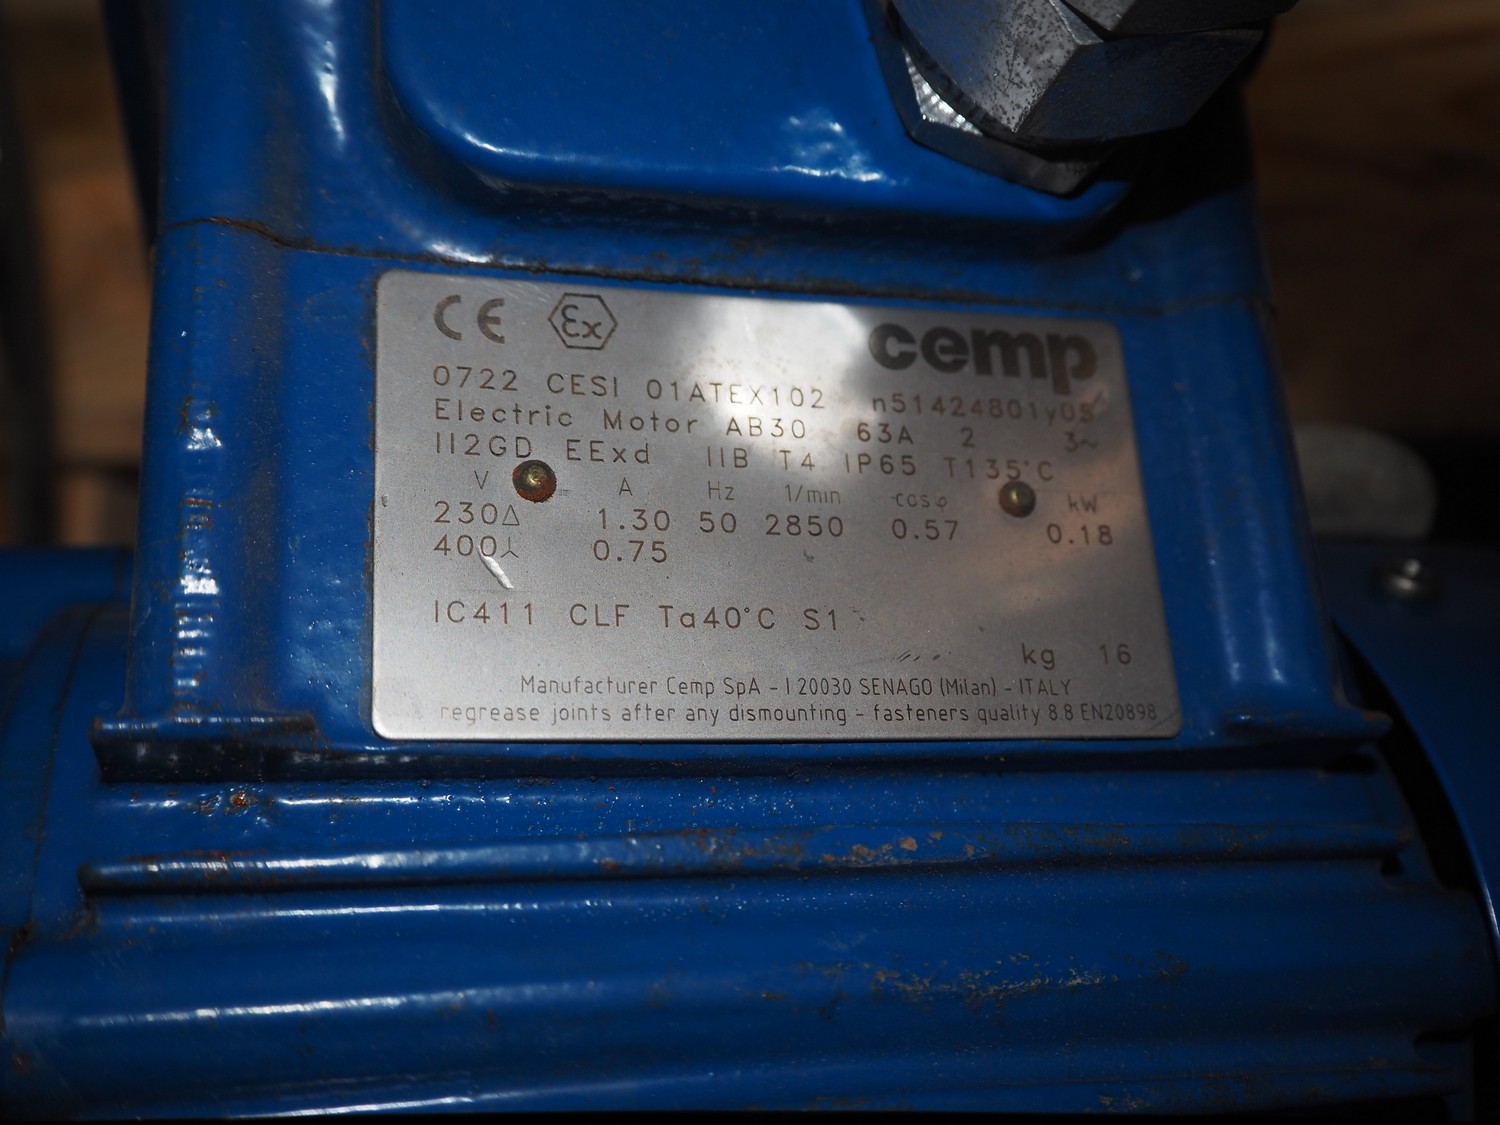 CE Ex cemp
0722 CESI 01ATEX102 n51424801y05
Electric Motor AB30 63A 2 3~
II2GD EExd IIB T4 IP65 T135°C
V A Hz 1/min cosφ kW
230Δ 1.30 50 2850 0.57 0.18
400⅄ 0.75
IC411 CLF Ta40°C S1
kg 16
Manufacturer Cemp SpA - I 20030 SENAGO (Milan) - ITALY
regrease joints after any dismounting - fasteners quality 8.8 EN20898